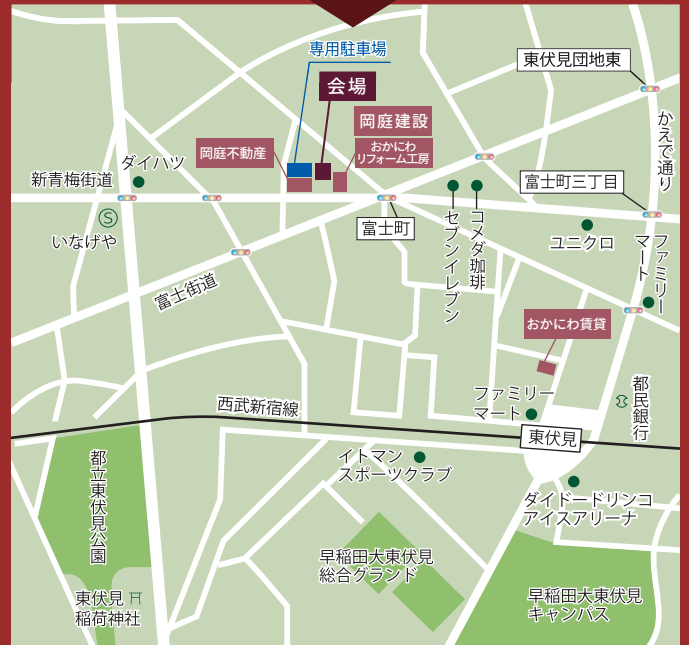 専用駐車場
東伏見団地東
会場
岡庭建設
かえで通り
岡庭不動産
おかにわ
リフォーム工房
ダイハツ
新青梅街道
富士町三丁目
S
いなげや
富士町
セブンイレブン
コメダ珈琲
ユニクロ
ファミリー
マート
富士街道
おかにわ賃貸
ファミリー
マート
都民銀行
西武新宿線
東伏見
イトマン
スポーツクラブ
都立東伏見公園
ダイドードリンコ
アイスアリーナ
早稲田大東伏見
総合グランド
東伏見
稲荷神社
早稲田大東伏見
キャンパス